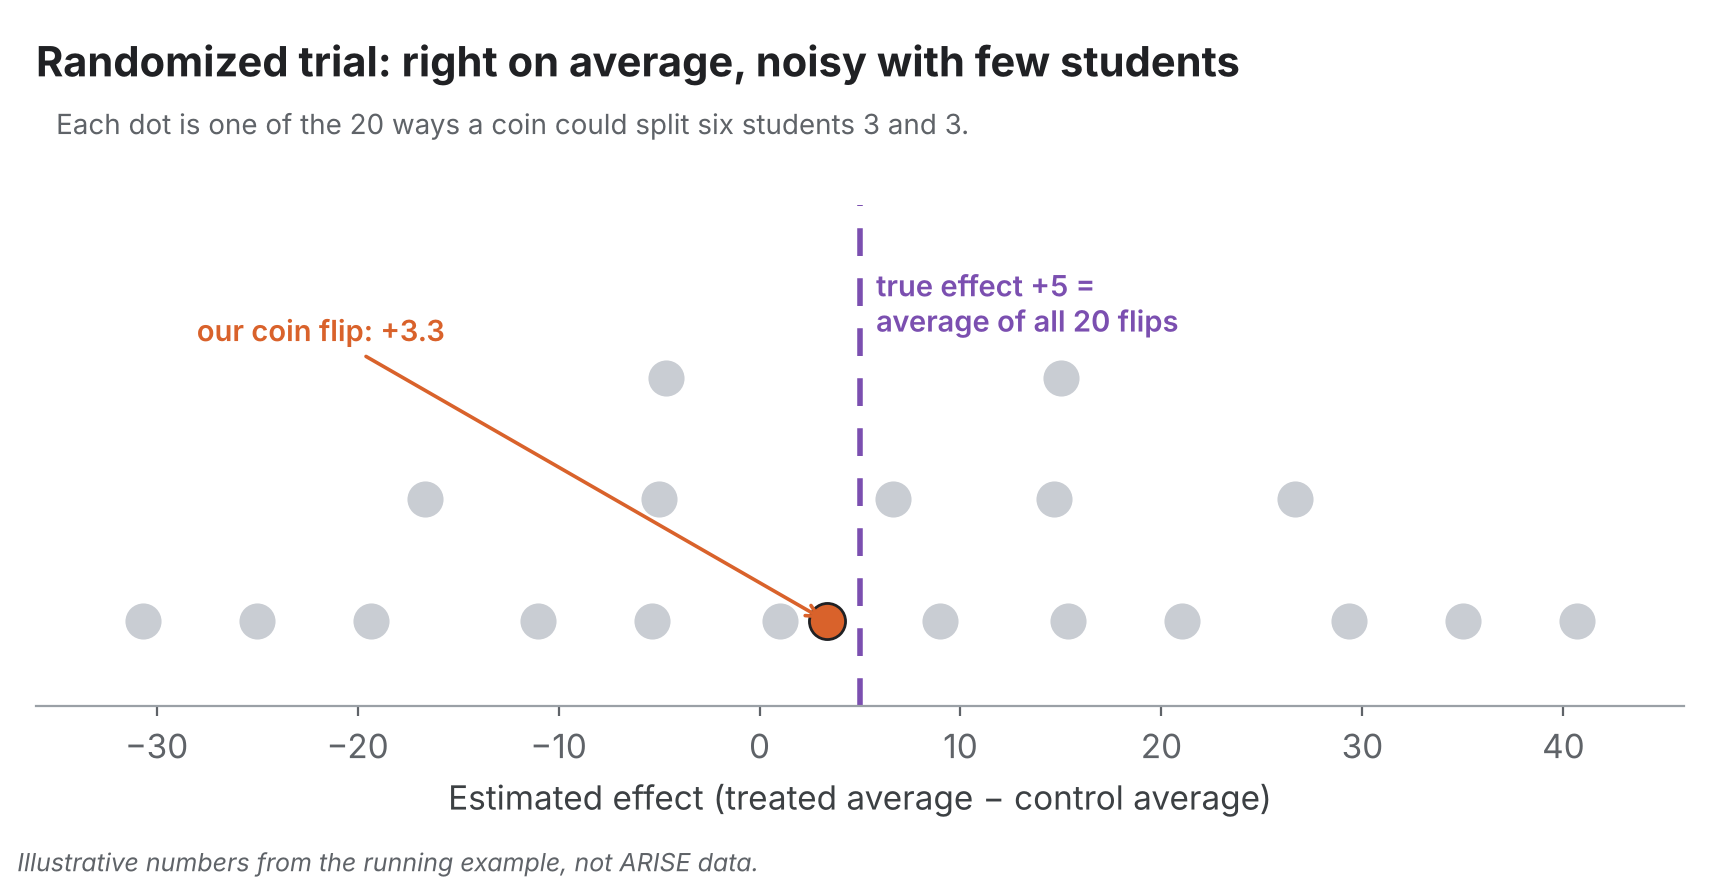 Randomized trial: right on average, noisy with few students
Each dot is one of the 20 ways a coin could split six students 3 and 3.
true effect +5 =
average of all 20 flips
our coin flip: +3.3
−30 −20 −10 0 10 20 30 40
Estimated effect (treated average − control average)
Illustrative numbers from the running example, not ARISE data.